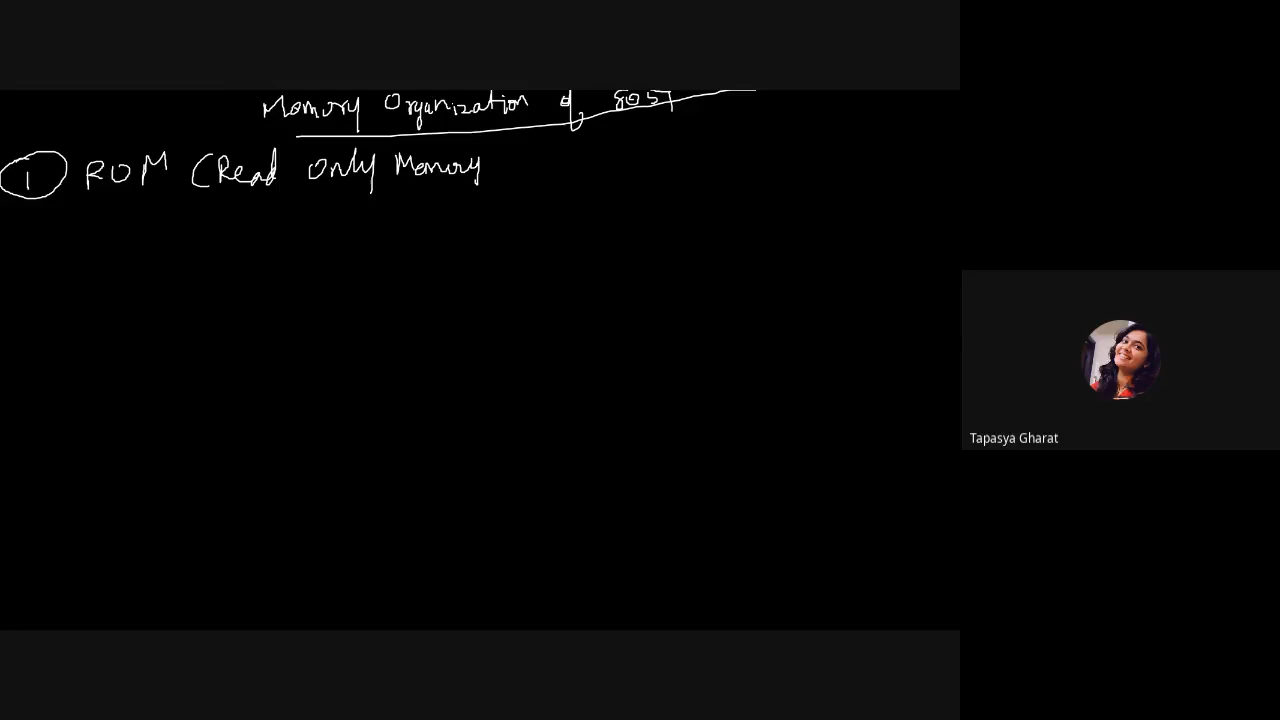 Memory Organization of 8051
① ROM (Read Only Memory
Tapasya Gharat